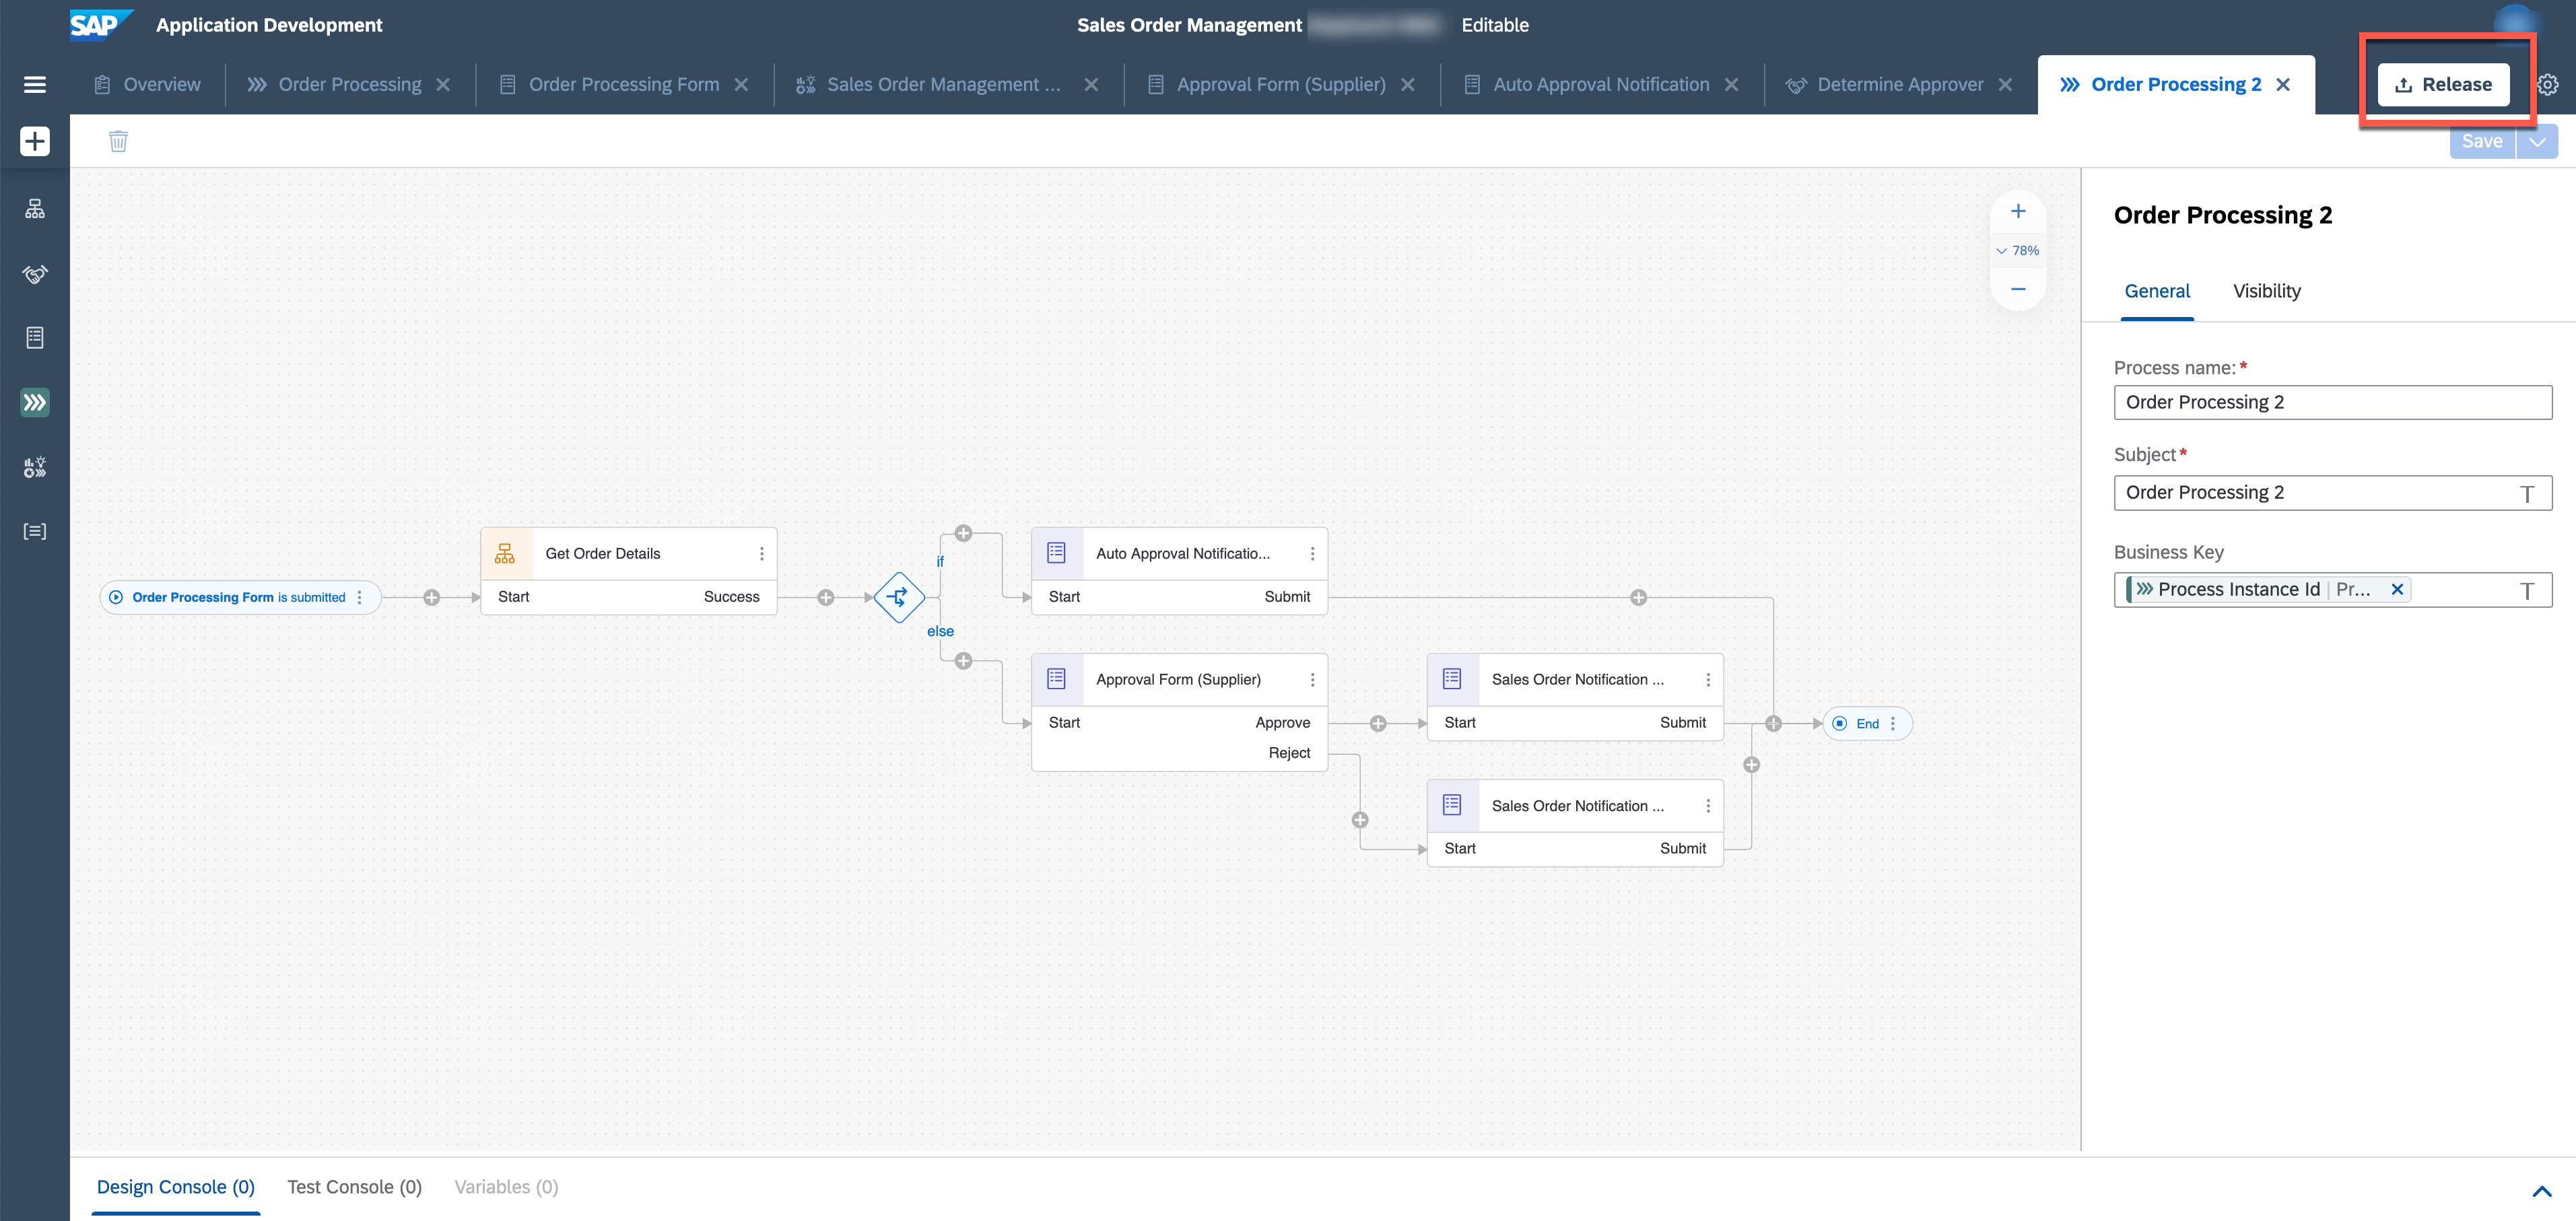 SAP Application Development
Sales Order Management Editable
Overview
Order Processing
Order Processing Form
Sales Order Management ...
Approval Form (Supplier)
Auto Approval Notification
Determine Approver
Order Processing 2
Release
Save
78%
Order Processing 2
General Visibility
Process name:*
Order Processing 2
Subject*
Order Processing 2
T
Business Key
Process Instance Id | Pr...
T
Order Processing Form is submitted
Get Order Details
Start Success
if
else
Auto Approval Notificatio...
Start Submit
Approval Form (Supplier)
Start Approve
Reject
Sales Order Notification ...
Start Submit
Sales Order Notification ...
Start Submit
End
Design Console (0) Test Console (0) Variables (0)